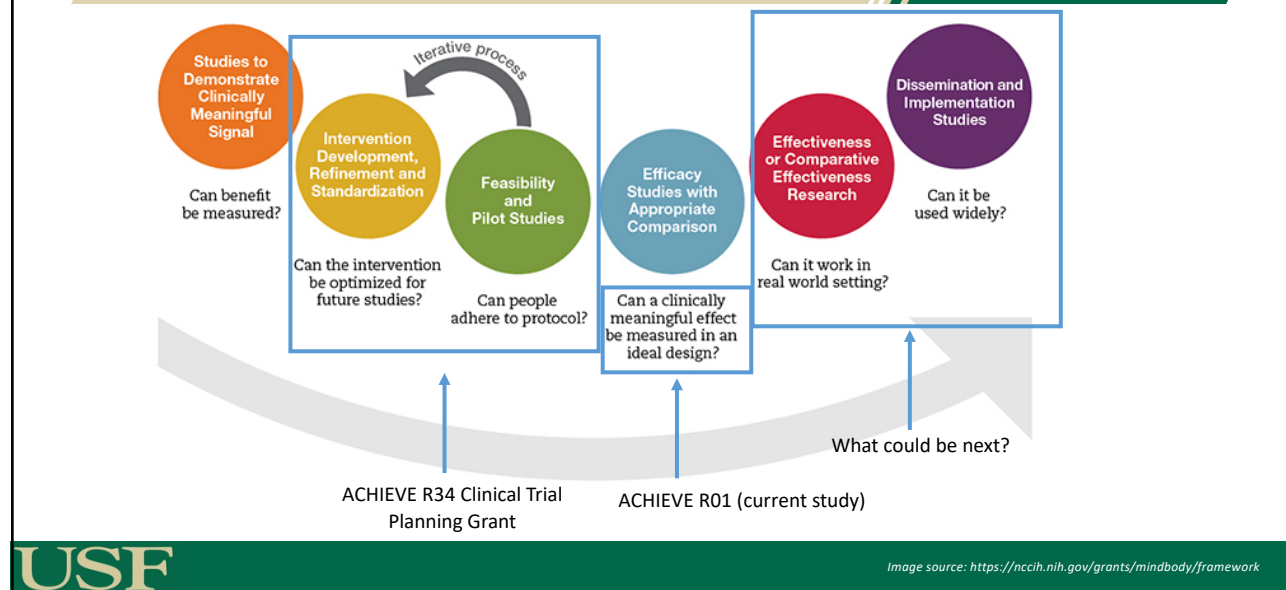 Studies to
Demonstrate
Clinically
Meaningful
Signal
Can benefit
be measured?
Iterative process
Intervention
Development,
Refinement and
Standardization
Can the intervention
be optimized for
future studies?
Feasibility
and
Pilot Studies
Can people
adhere to protocol?
Efficacy
Studies with
Appropriate
Comparison
Can a clinically
meaningful effect
be measured in an
ideal design?
Effectiveness
or Comparative
Effectiveness
Research
Can it work in
real world setting?
Dissemination and
Implementation
Studies
Can it be
used widely?
ACHIEVE R34 Clinical Trial
Planning Grant
ACHIEVE R01 (current study)
What could be next?
USF
Image source: https://nccih.nih.gov/grants/mindbody/framework